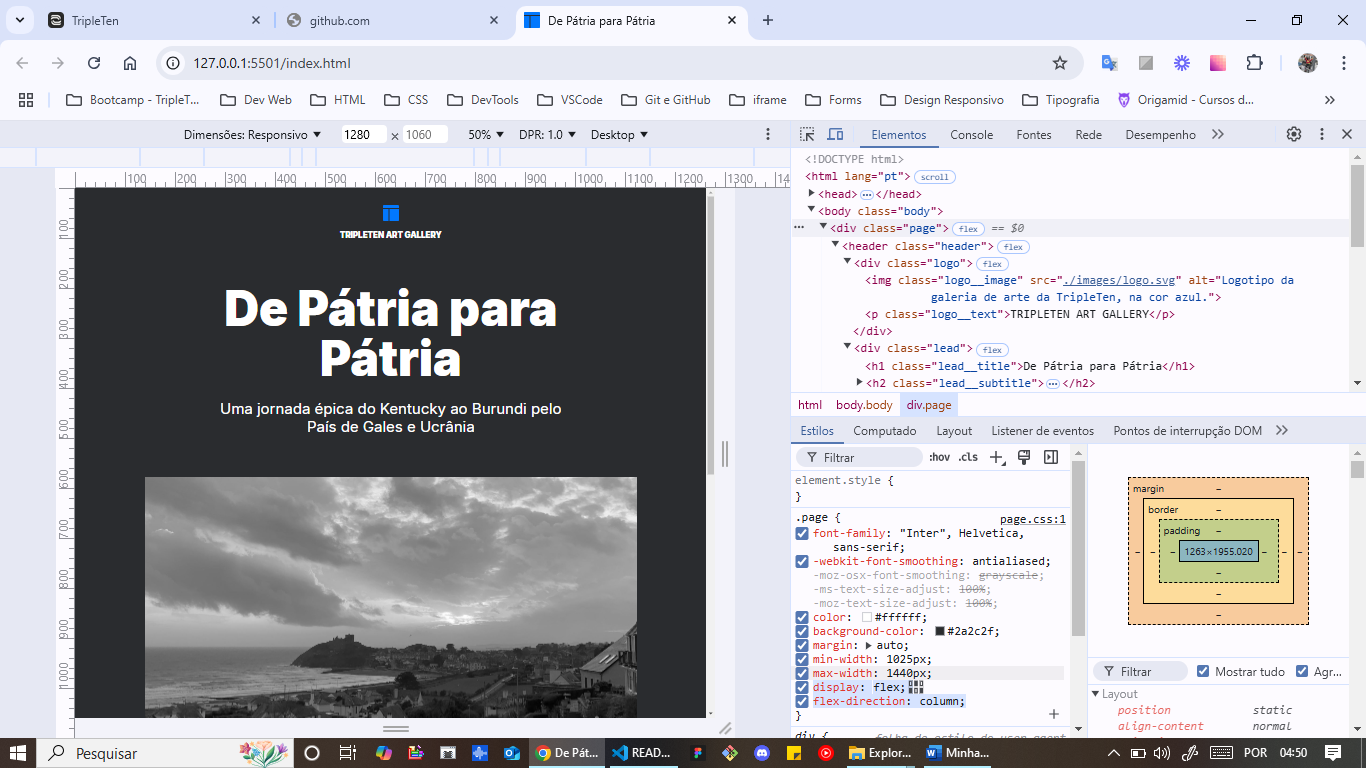 TripleTen
github.com
De Pátria para Pátria
127.0.0.1:5501/index.html
Bootcamp - TripleT...
Dev Web
HTML
CSS
DevTools
VSCode
Git e GitHub
iframe
Forms
Design Responsivo
Tipografia
Origamid - Cursos d...
Dimensões: Responsivo
1280
×
1060
50%
DPR: 1.0
Desktop
100
200
300
400
500
600
700
800
900
1000
1100
1200
1300
100
200
300
400
500
600
700
800
900
1000
TRIPLETEN ART GALLERY
De Pátria para
Pátria
Uma jornada épica do Kentucky ao Burundi pelo
País de Gales e Ucrânia
Elementos
Console
Fontes
Rede
Desempenho
<!DOCTYPE html>
<html lang="pt"> scroll
<head> ... </head>
<body class="body">
<div class="page"> flex == $0
<header class="header"> flex
<div class="logo"> flex
<img class="logo__image" src="./images/logo.svg" alt="Logotipo da
galeria de arte da TripleTen, na cor azul.">
<p class="logo__text">TRIPLETEN ART GALLERY</p>
</div>
<div class="lead"> flex
<h1 class="lead__title">De Pátria para Pátria</h1>
<h2 class="lead__subtitle"> ... </h2>
html body.body div.page
Estilos
Computado
Layout
Listener de eventos
Pontos de interrupção DOM
Filtrar
:hov
.cls
element.style {
}
.page {
page.css:1
font-family: "Inter", Helvetica,
sans-serif;
-webkit-font-smoothing: antialiased;
-moz-osx-font-smoothing: grayscale;
-ms-text-size-adjust: 100%;
-moz-text-size-adjust: 100%;
color: #ffffff;
background-color: #2a2c2f;
margin: auto;
min-width: 1025px;
max-width: 1440px;
display: flex;
flex-direction: column;
}
margin
–
border
–
padding
–
– – – 1263×1955.020 – – –
–
–
–
Filtrar
Mostrar tudo
Agr...
Layout
position static
align-content normal
Pesquisar
De Pát...
READ...
Explor...
Minha...
POR
04:50